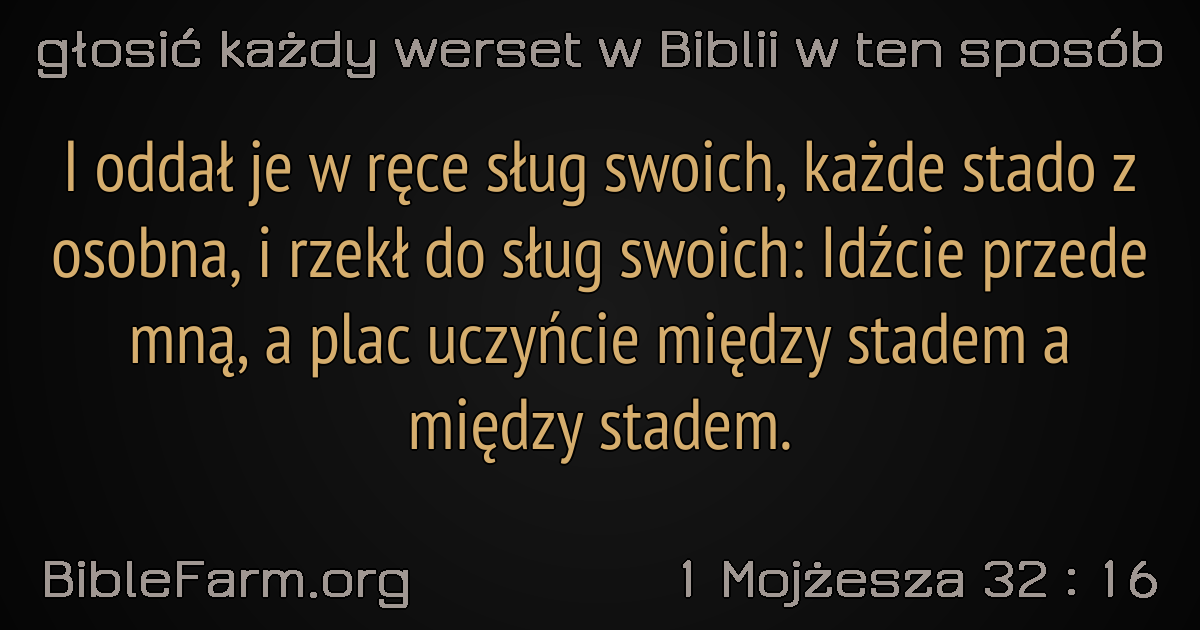 głosić każdy werset w Biblii w ten sposób
I oddał je w ręce sług swoich, każde stado z
osobna, i rzekł do sług swoich: Idźcie przede
mną, a plac uczyńcie między stadem a
między stadem.
BibleFarm.org
1 Mojżesza 32 : 16